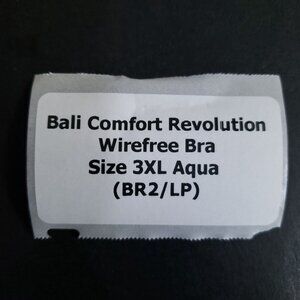 Bali Comfort Revolution
Wirefree Bra
Size 3XL Aqua
(BR2/LP)